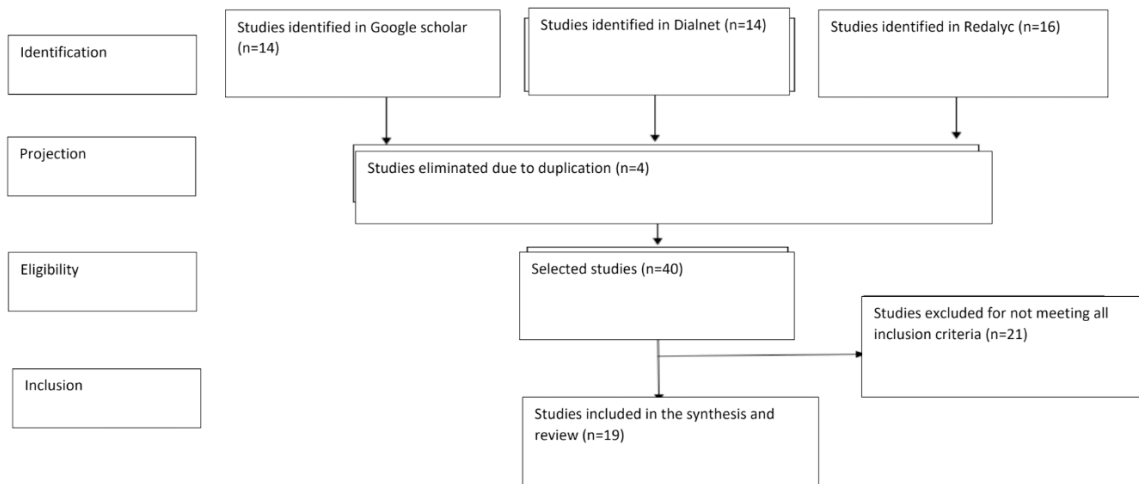 Identification
Studies identified in Google scholar
(n=14)
Studies identified in Dialnet (n=14)
Studies identified in Redalyc (n=16)
Projection
Studies eliminated due to duplication (n=4)
Eligibility
Selected studies (n=40)
Studies excluded for not meeting all
inclusion criteria (n=21)
Inclusion
Studies included in the synthesis and
review (n=19)